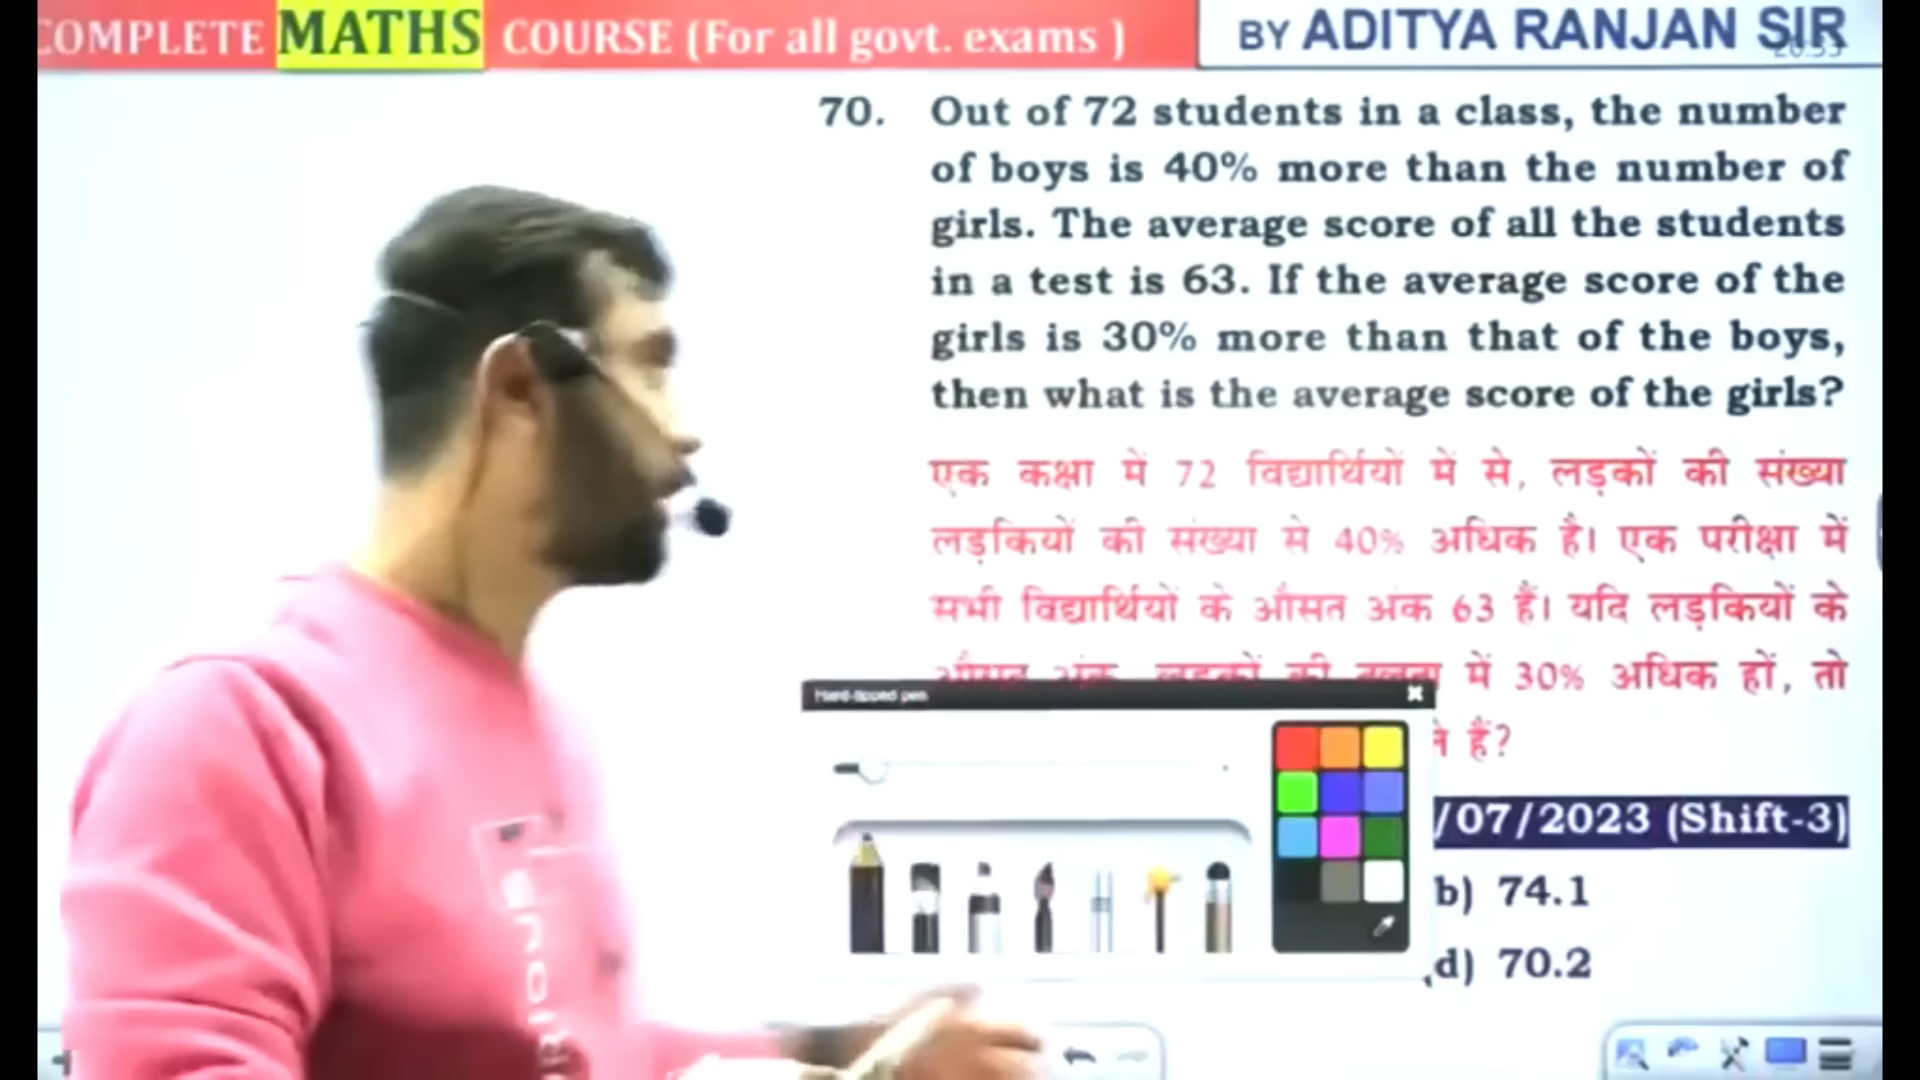 COMPLETE MATHS COURSE (For all govt. exams )
BY ADITYA RANJAN SIR
70. Out of 72 students in a class, the number
of boys is 40% more than the number of
girls. The average score of all the students
in a test is 63. If the average score of the
girls is 30% more than that of the boys,
then what is the average score of the girls?
एक कक्षा में 72 विद्यार्थियों में से, लड़कों की संख्या
लड़कियों की संख्या से 40% अधिक है। एक परीक्षा में
सभी विद्यार्थियों के औसत अंक 63 हैं। यदि लड़कियों के
में 30% अधिक हों, तो
Hard-tipped pen
हैं?
/07/2023 (Shift-3)
b) 74.1
d) 70.2